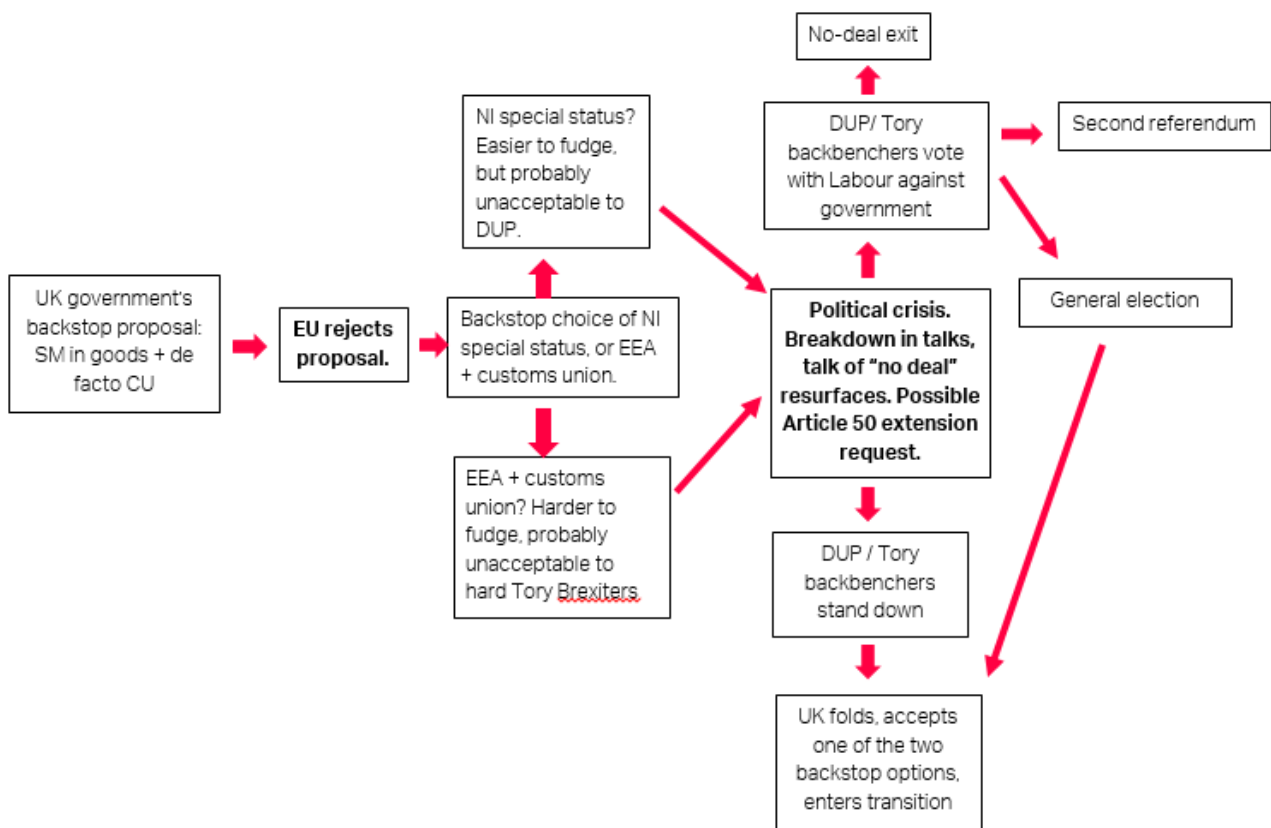 UK government's
backstop proposal:
SM in goods + de
facto CU
EU rejects
proposal.
NI special status?
Easier to fudge,
but probably
unacceptable to
DUP.
Backstop choice of NI
special status, or EEA
+ customs union.
EEA + customs
union? Harder to
fudge, probably
unacceptable to
hard Tory Brexiters
No-deal exit
DUP/ Tory
backbenchers vote
with Labour against
government
Second referendum
General election
Political crisis.
Breakdown in talks,
talk of “no deal”
resurfaces. Possible
Article 50 extension
request.
DUP / Tory
backbenchers
stand down
UK folds, accepts
one of the two
backstop options,
enters transition